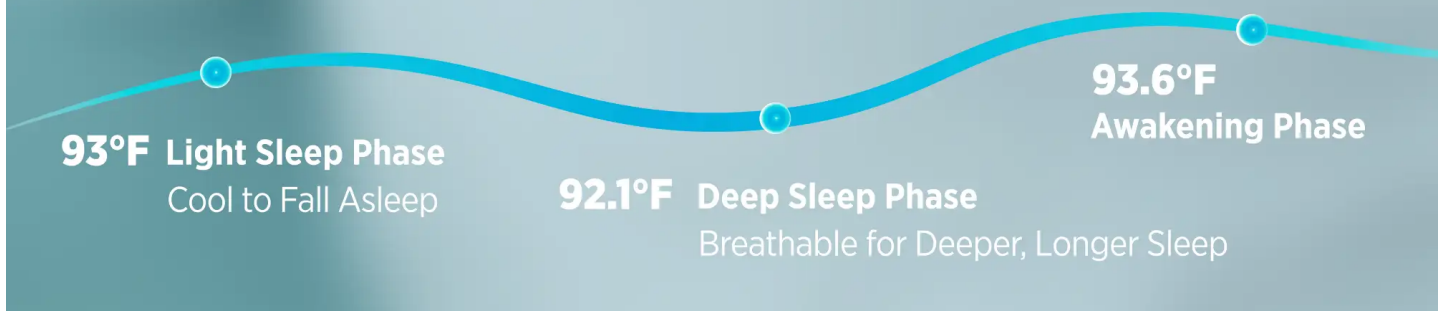 93°F Light Sleep Phase
Cool to Fall Asleep
92.1°F Deep Sleep Phase
Breathable for Deeper, Longer Sleep
93.6°F
Awakening Phase